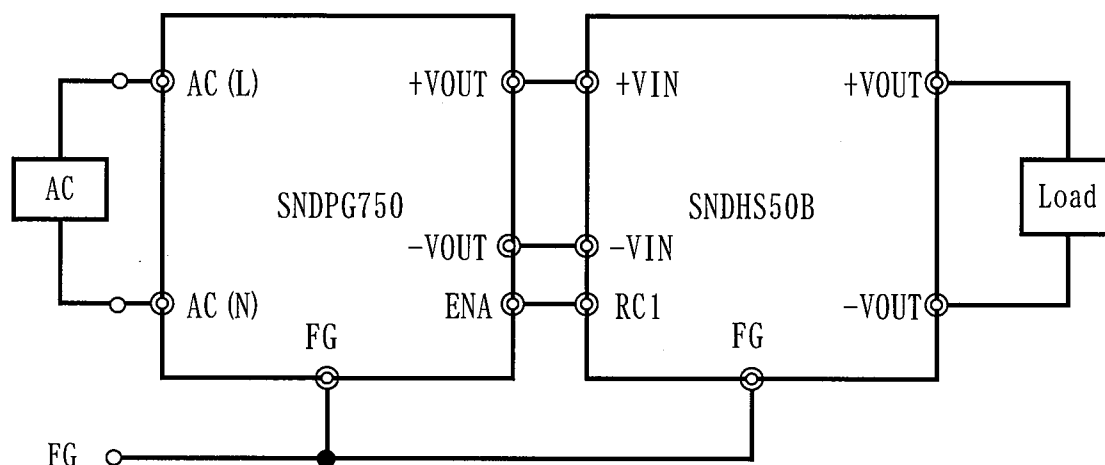 AC (L)
+VOUT
+VIN
+VOUT
AC
Load
SNDPG750
SNDHS50B
-VOUT
-VIN
AC (N)
ENA
RC1
-VOUT
FG
FG
FG